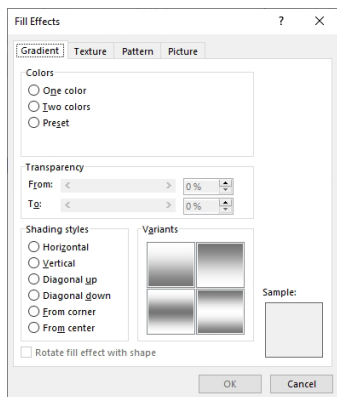 Fill Effects ? ×
Gradient Texture Pattern Picture
Colors
One color
Two colors
Preset
Transparency
From: < > 0 %
To: < > 0 %
Shading styles
Horizontal
Vertical
Diagonal up
Diagonal down
From corner
From center
Variants
Sample:
Rotate fill effect with shape
OK Cancel